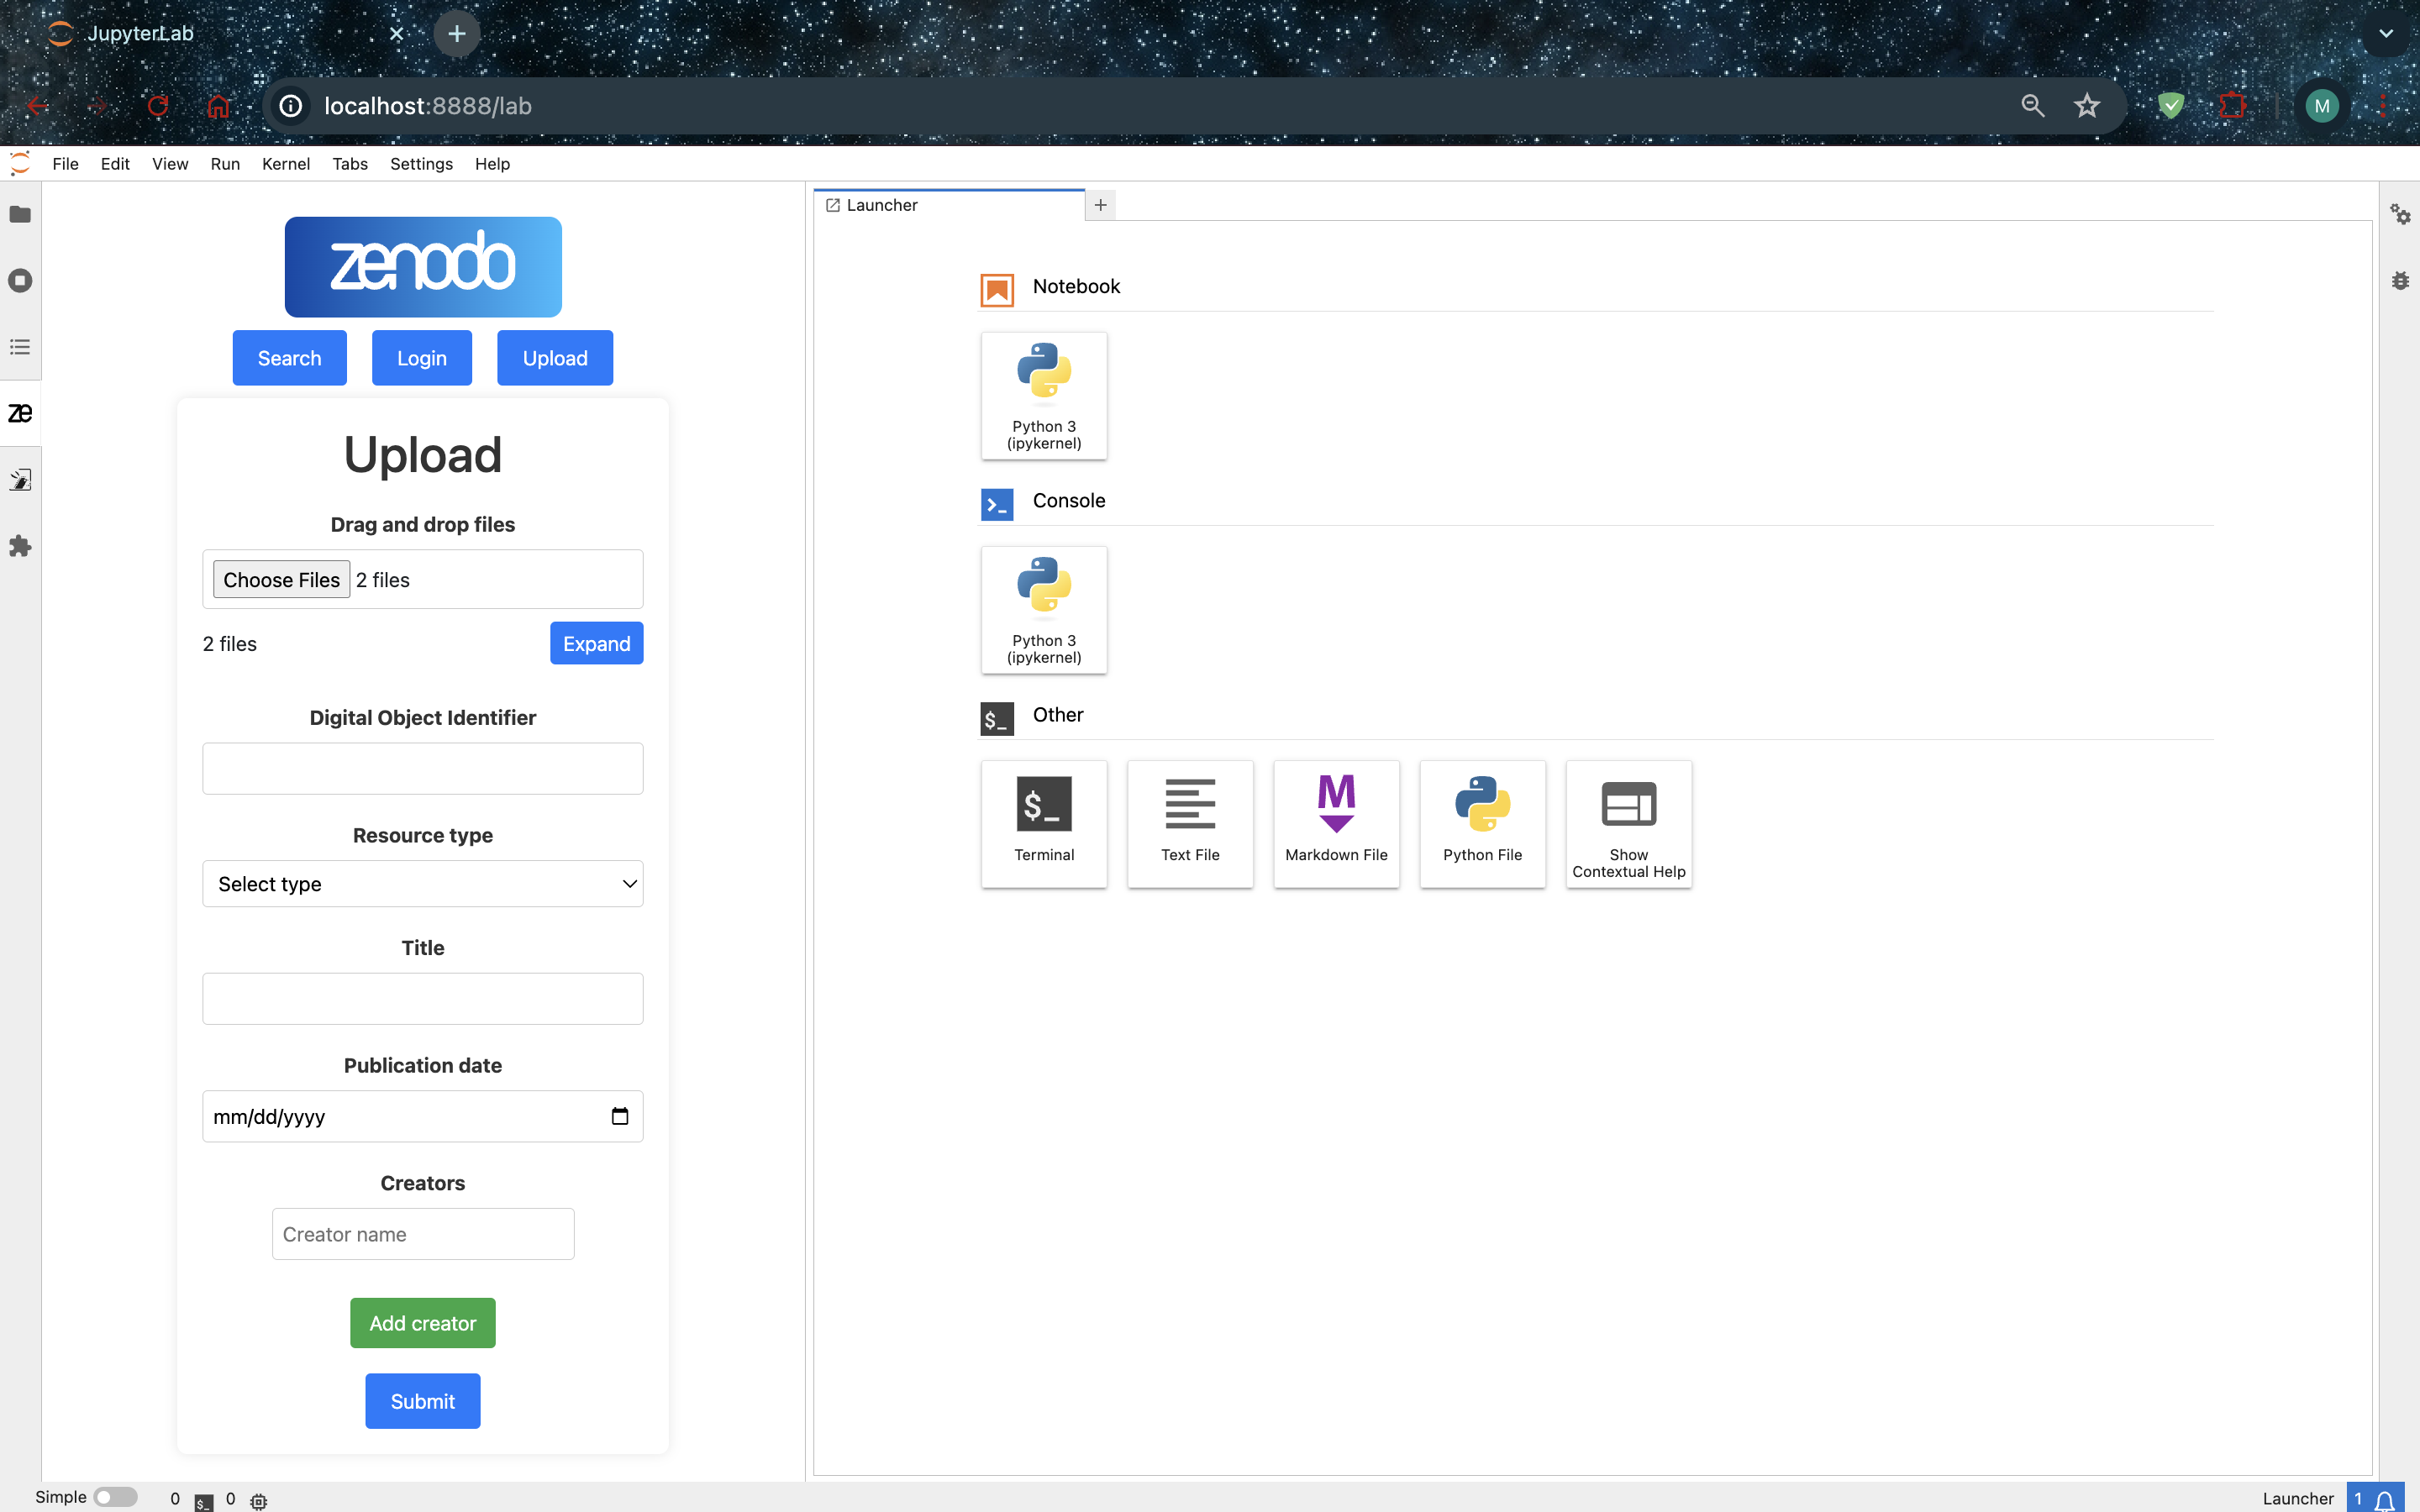 JupyterLab
localhost:8888/lab
M
File Edit View Run Kernel Tabs Settings Help
zenodo
Search Login Upload
ze
Upload
Drag and drop files
Choose Files 2 files
2 files Expand
Digital Object Identifier
Resource type
Select type
Title
Publication date
mm/dd/yyyy
Creators
Creator name
Add creator
Submit
Launcher
Notebook
Python 3
(ipykernel)
>_ Console
Python 3
(ipykernel)
$_ Other
$_
Terminal
Text File
M
Markdown File
Python File
Show
Contextual Help
Simple 0 $_ 0 Launcher 1